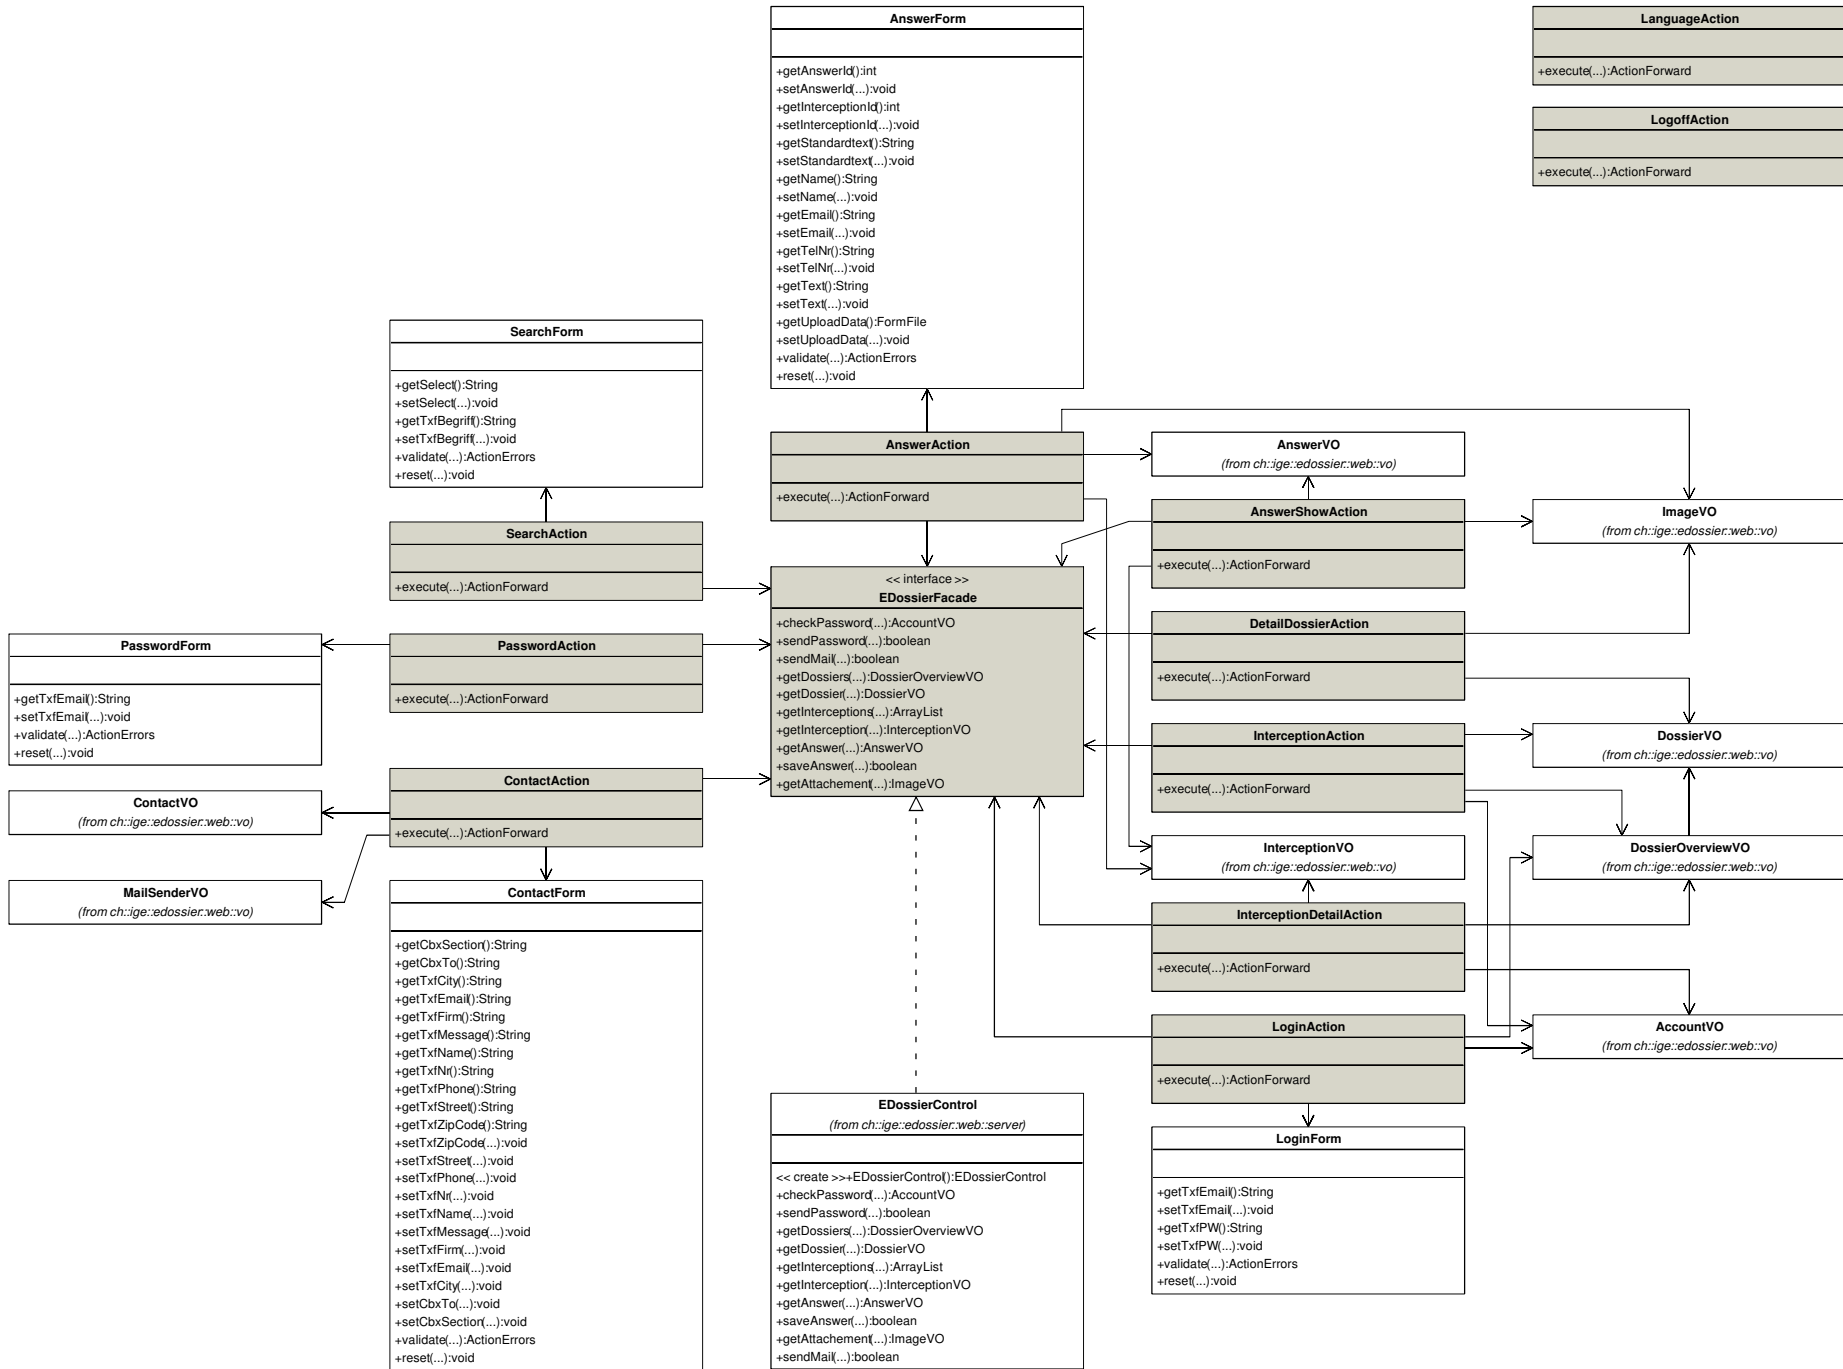 AnswerForm
+getAnswerId():int
+setAnswerId(...):void
+getInterceptionId():int
+setInterceptionId(...):void
+getStandardtext():String
+setStandardtext(...):void
+getName():String
+setName(...):void
+getEmail():String
+setEmail(...):void
+getTelNr():String
+setTelNr(...):void
+getText():String
+setText(...):void
+getUploadData():FormFile
+setUploadData(...):void
+validate(...):ActionErrors
+reset(...):void
LanguageAction
+execute(...):ActionForward
LogoffAction
+execute(...):ActionForward
SearchForm
+getSelect():String
+setSelect(...):void
+getTxfBegriff():String
+setTxfBegriff(...):void
+validate(...):ActionErrors
+reset(...):void
SearchAction
+execute(...):ActionForward
AnswerAction
+execute(...):ActionForward
AnswerVO
(from ch::ige::edossier::web::vo)
AnswerShowAction
+execute(...):ActionForward
ImageVO
(from ch::ige::edossier::web::vo)
<< interface >>
EDossierFacade
+checkPassword(...):AccountVO
+sendPassword(...):boolean
+sendMail(...):boolean
+getDossiers(...):DossierOverviewVO
+getDossier(...):DossierVO
+getInterceptions(...):ArrayList
+getInterception(...):InterceptionVO
+getAnswer(...):AnswerVO
+saveAnswer(...):boolean
+getAttachement(...):ImageVO
DetailDossierAction
+execute(...):ActionForward
PasswordForm
+getTxfEmail():String
+setTxfEmail(...):void
+validate(...):ActionErrors
+reset(...):void
PasswordAction
+execute(...):ActionForward
InterceptionAction
+execute(...):ActionForward
DossierVO
(from ch::ige::edossier::web::vo)
ContactVO
(from ch::ige::edossier::web::vo)
ContactAction
+execute(...):ActionForward
InterceptionVO
(from ch::ige::edossier::web::vo)
DossierOverviewVO
(from ch::ige::edossier::web::vo)
MailSenderVO
(from ch::ige::edossier::web::vo)
ContactForm
+getCbxSection():String
+getCbxTo():String
+getTxfCity():String
+getTxfEmail():String
+getTxfFirm():String
+getTxfMessage():String
+getTxfName():String
+getTxfNr():String
+getTxfPhone():String
+getTxfStreet():String
+getTxfZipCode():String
+setTxfZipCode(...):void
+setTxfStreet(...):void
+setTxfPhone(...):void
+setTxfNr(...):void
+setTxfName(...):void
+setTxfMessage(...):void
+setTxfFirm(...):void
+setTxfEmail(...):void
+setTxfCity(...):void
+setCbxTo(...):void
+setCbxSection(...):void
+validate(...):ActionErrors
+reset(...):void
InterceptionDetailAction
+execute(...):ActionForward
LoginAction
+execute(...):ActionForward
AccountVO
(from ch::ige::edossier::web::vo)
EDossierControl
(from ch::ige::edossier::web::server)
<< create >>+EDossierControl():EDossierControl
+checkPassword(...):AccountVO
+sendPassword(...):boolean
+getDossiers(...):DossierOverviewVO
+getDossier(...):DossierVO
+getInterceptions(...):ArrayList
+getInterception(...):InterceptionVO
+getAnswer(...):AnswerVO
+saveAnswer(...):boolean
+getAttachement(...):ImageVO
+sendMail(...):boolean
LoginForm
+getTxfEmail():String
+setTxfEmail(...):void
+getTxfPW():String
+setTxfPW(...):void
+validate(...):ActionErrors
+reset(...):void